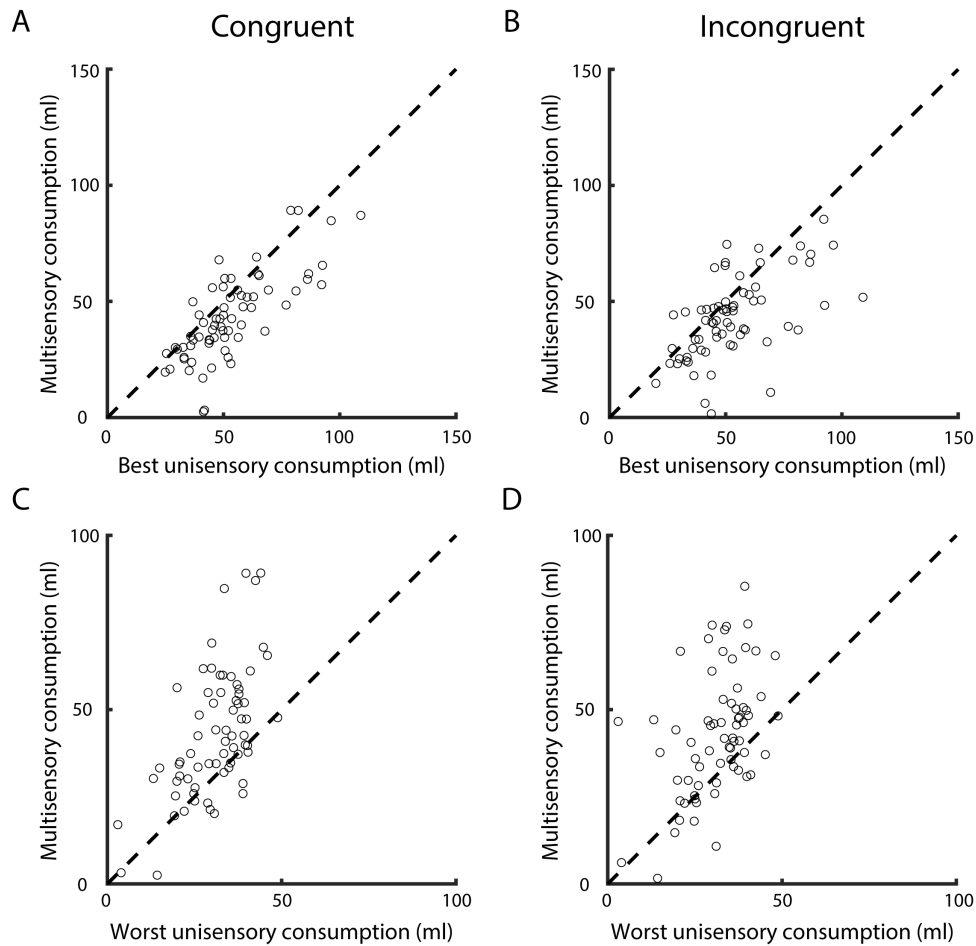 A Congruent B Incongruent
150 150
100 100
50 50
0 0
Multisensory consumption (ml) Multisensory consumption (ml)
0 50 100 150 0 50 100 150
Best unisensory consumption (ml) Best unisensory consumption (ml)
C D
100 100
50 50
0 0
Multisensory consumption (ml) Multisensory consumption (ml)
0 50 100 0 50 100
Worst unisensory consumption (ml) Worst unisensory consumption (ml)